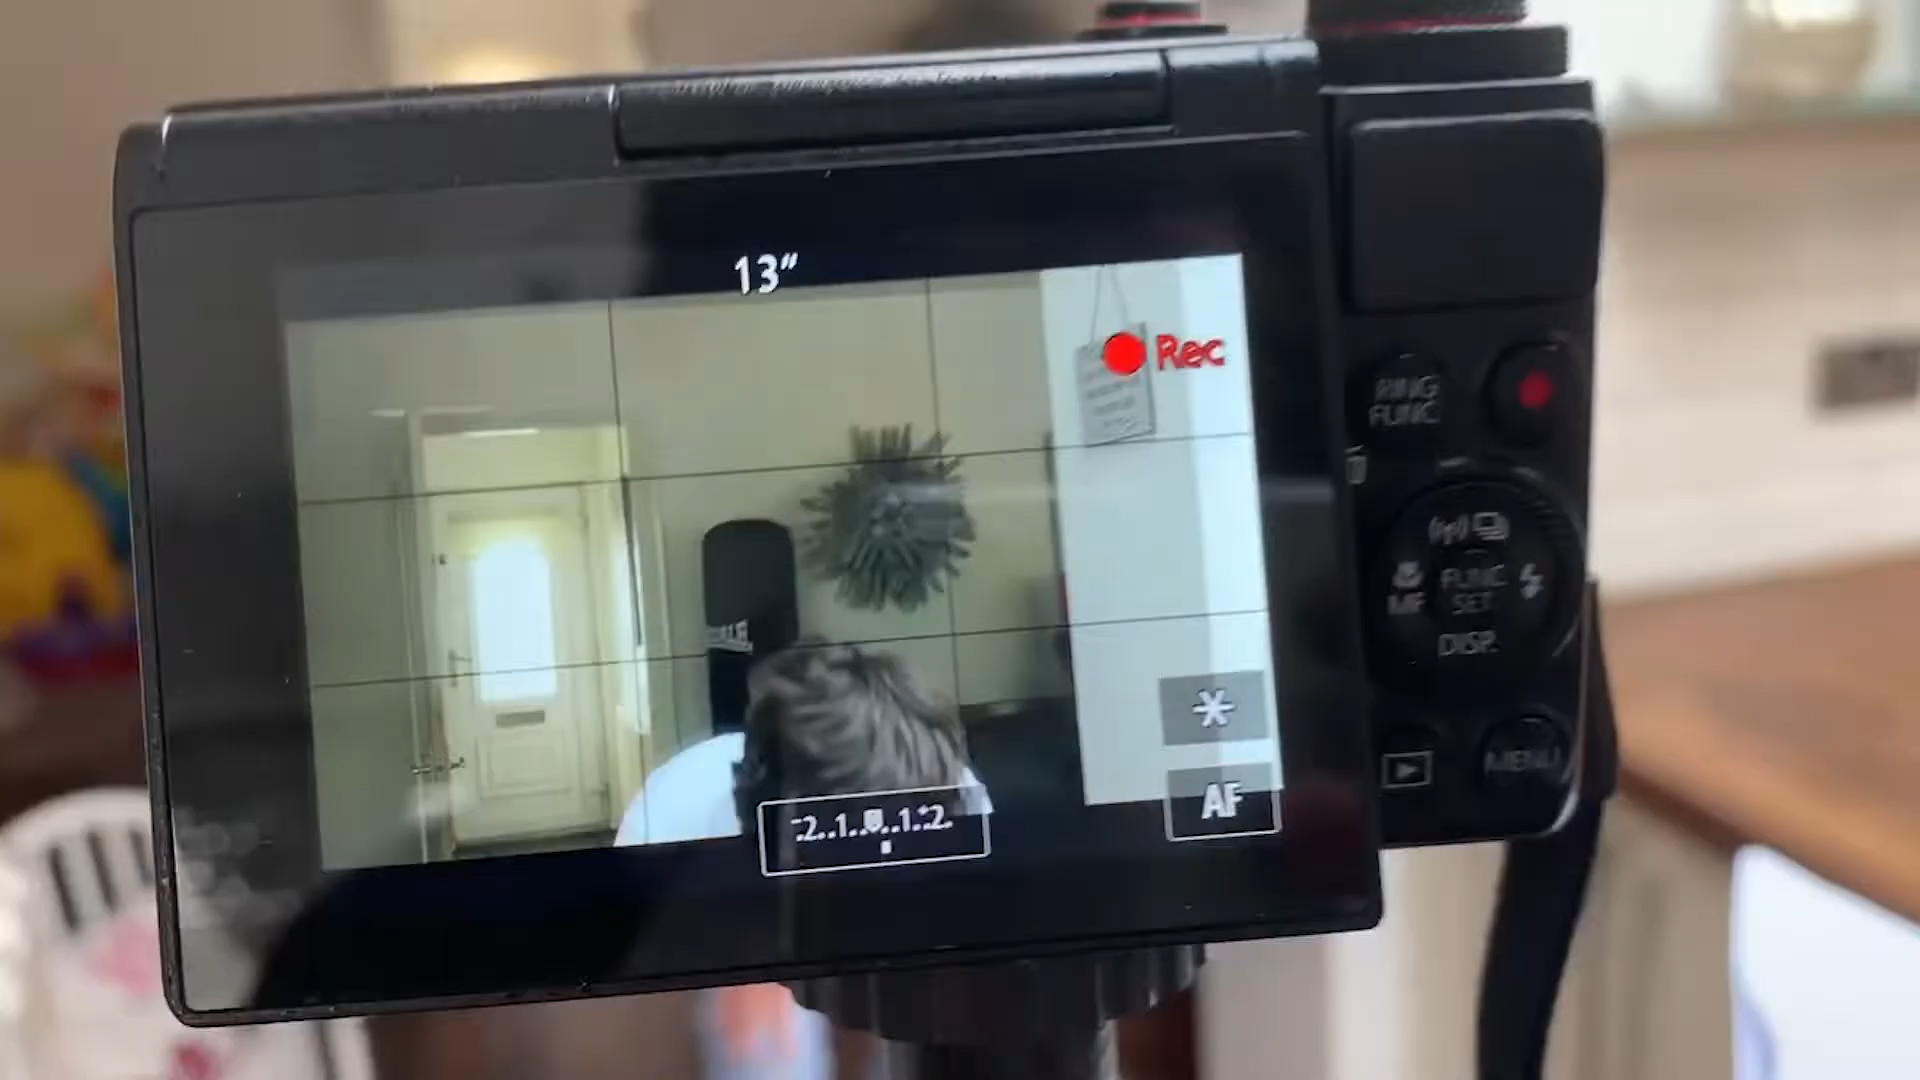 13"
Rec
RING
FUNC.
MF
FUNC.
SET
DISP.
AF
-2..1..0..1..+2
MENU